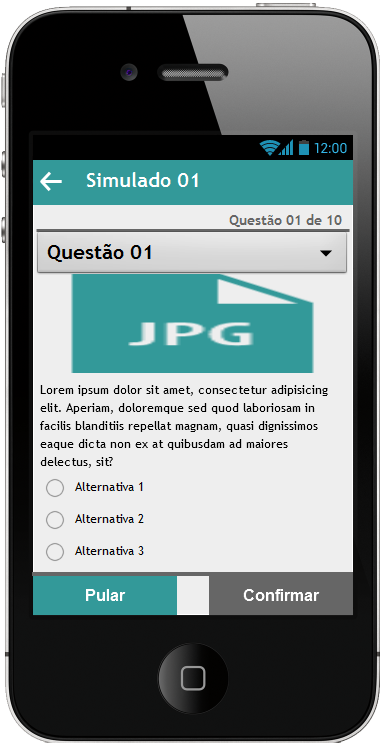 12:00
Simulado 01
Questão 01 de 10
Questão 01
JPG
Lorem ipsum dolor sit amet, consectetur adipisicing
elit. Aperiam, doloremque sed quod laboriosam in
facilis blanditiis repellat magnam, quasi dignissimos
eaque dicta non ex at quibusdam ad maiores
delectus, sit?
Alternativa 1
Alternativa 2
Alternativa 3
Pular
Confirmar